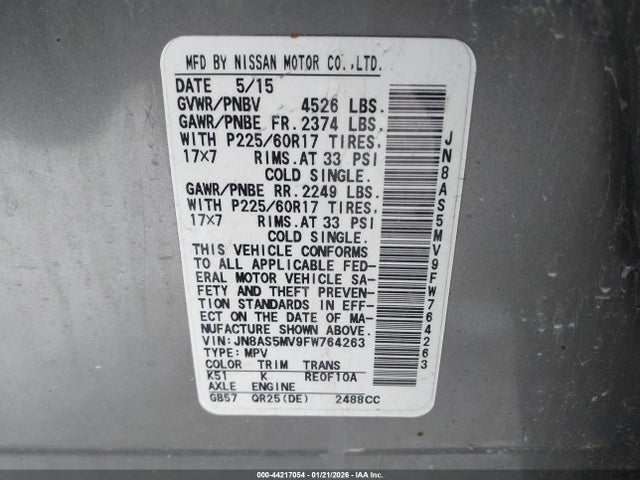 MFD BY NISSAN MOTOR CO.,LTD.
DATE 5/15
GVWR/PNBV 4526 LBS.
GAWR/PNBE FR. 2374 LBS.
WITH P225/60R17 TIRES,
17×7 RIMS.AT 33 PSI
COLD SINGLE.
GAWR/PNBE RR. 2249 LBS.
WITH P225/60R17 TIRES,
17×7 RIMS.AT 33 PSI
COLD SINGLE.
THIS VEHICLE CONFORMS
TO ALL APPLICABLE FED-
ERAL MOTOR VEHICLE SA-
FETY AND THEFT PREVEN-
TION STANDARDS IN EFF-
ECT ON THE DATE OF MA-
NUFACTURE SHOWN ABOVE.
VIN:JN8AS5MV9FW764263
TYPE:MPV
COLOR TRIM TRANS
K51 K RE0F10A
AXLE ENGINE
GB57 QR25(DE) 2488CC
JN8AS5MV9FW764263
000-44217054 - 01/21/2026 - IAA Inc.